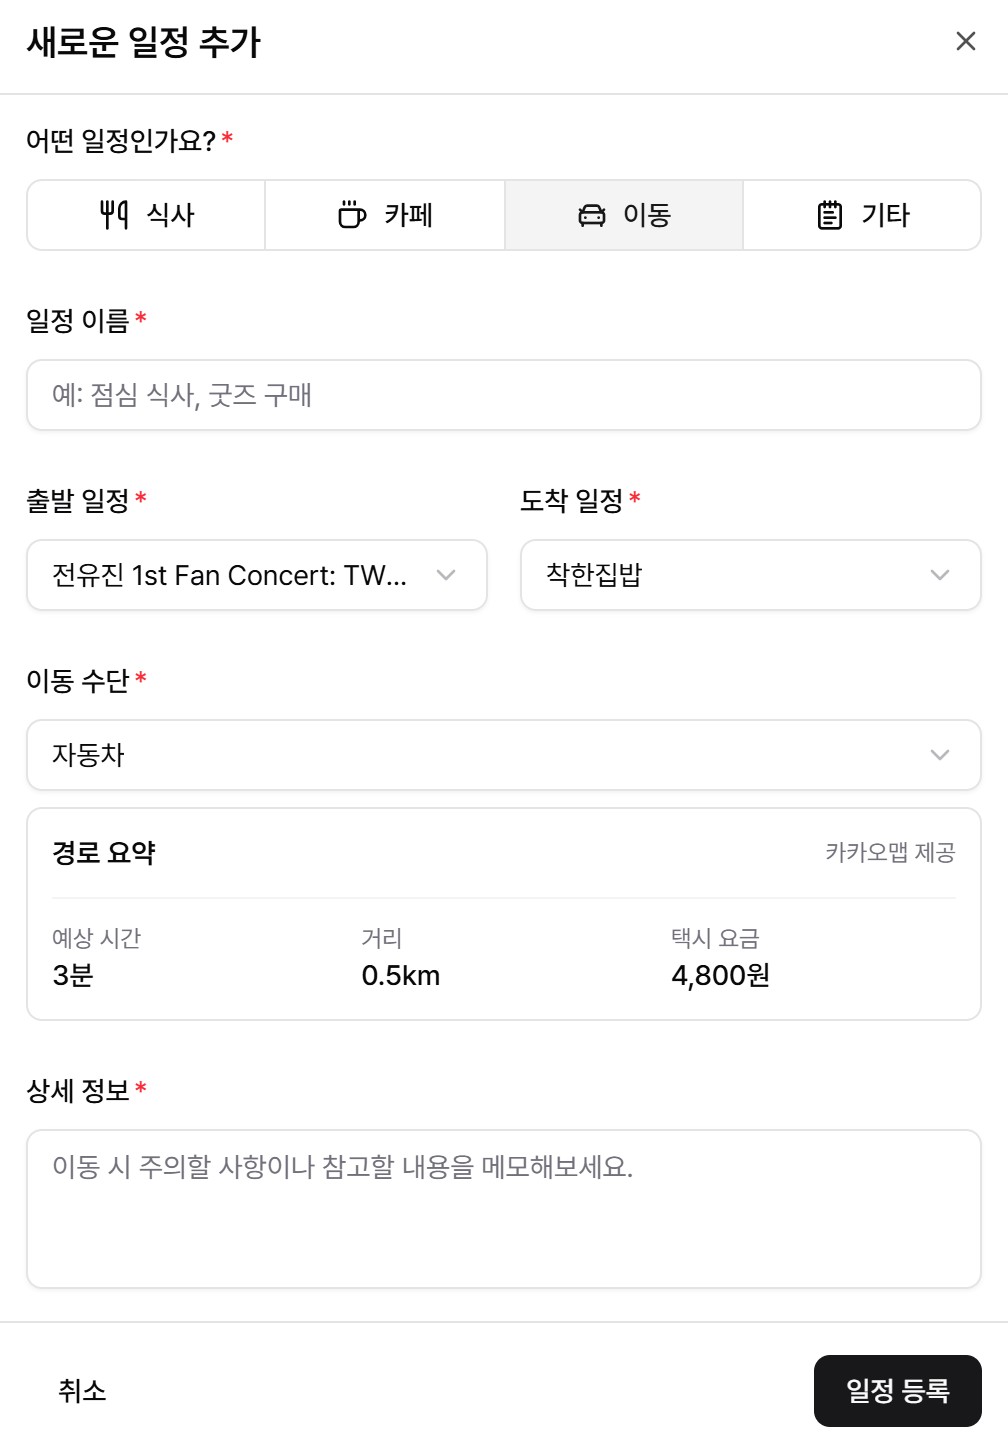 새로운 일정 추가
어떤 일정인가요? *
식사 카페 이동 기타
일정 이름 *
예: 점심 식사, 굿즈 구매
출발 일정 * 도착 일정 *
전유진 1st Fan Concert: TW... 착한집밥
이동 수단 *
자동차
경로 요약 카카오맵 제공
예상 시간 거리 택시 요금
3분 0.5km 4,800원
상세 정보 *
이동 시 주의할 사항이나 참고할 내용을 메모해보세요.
취소 일정 등록